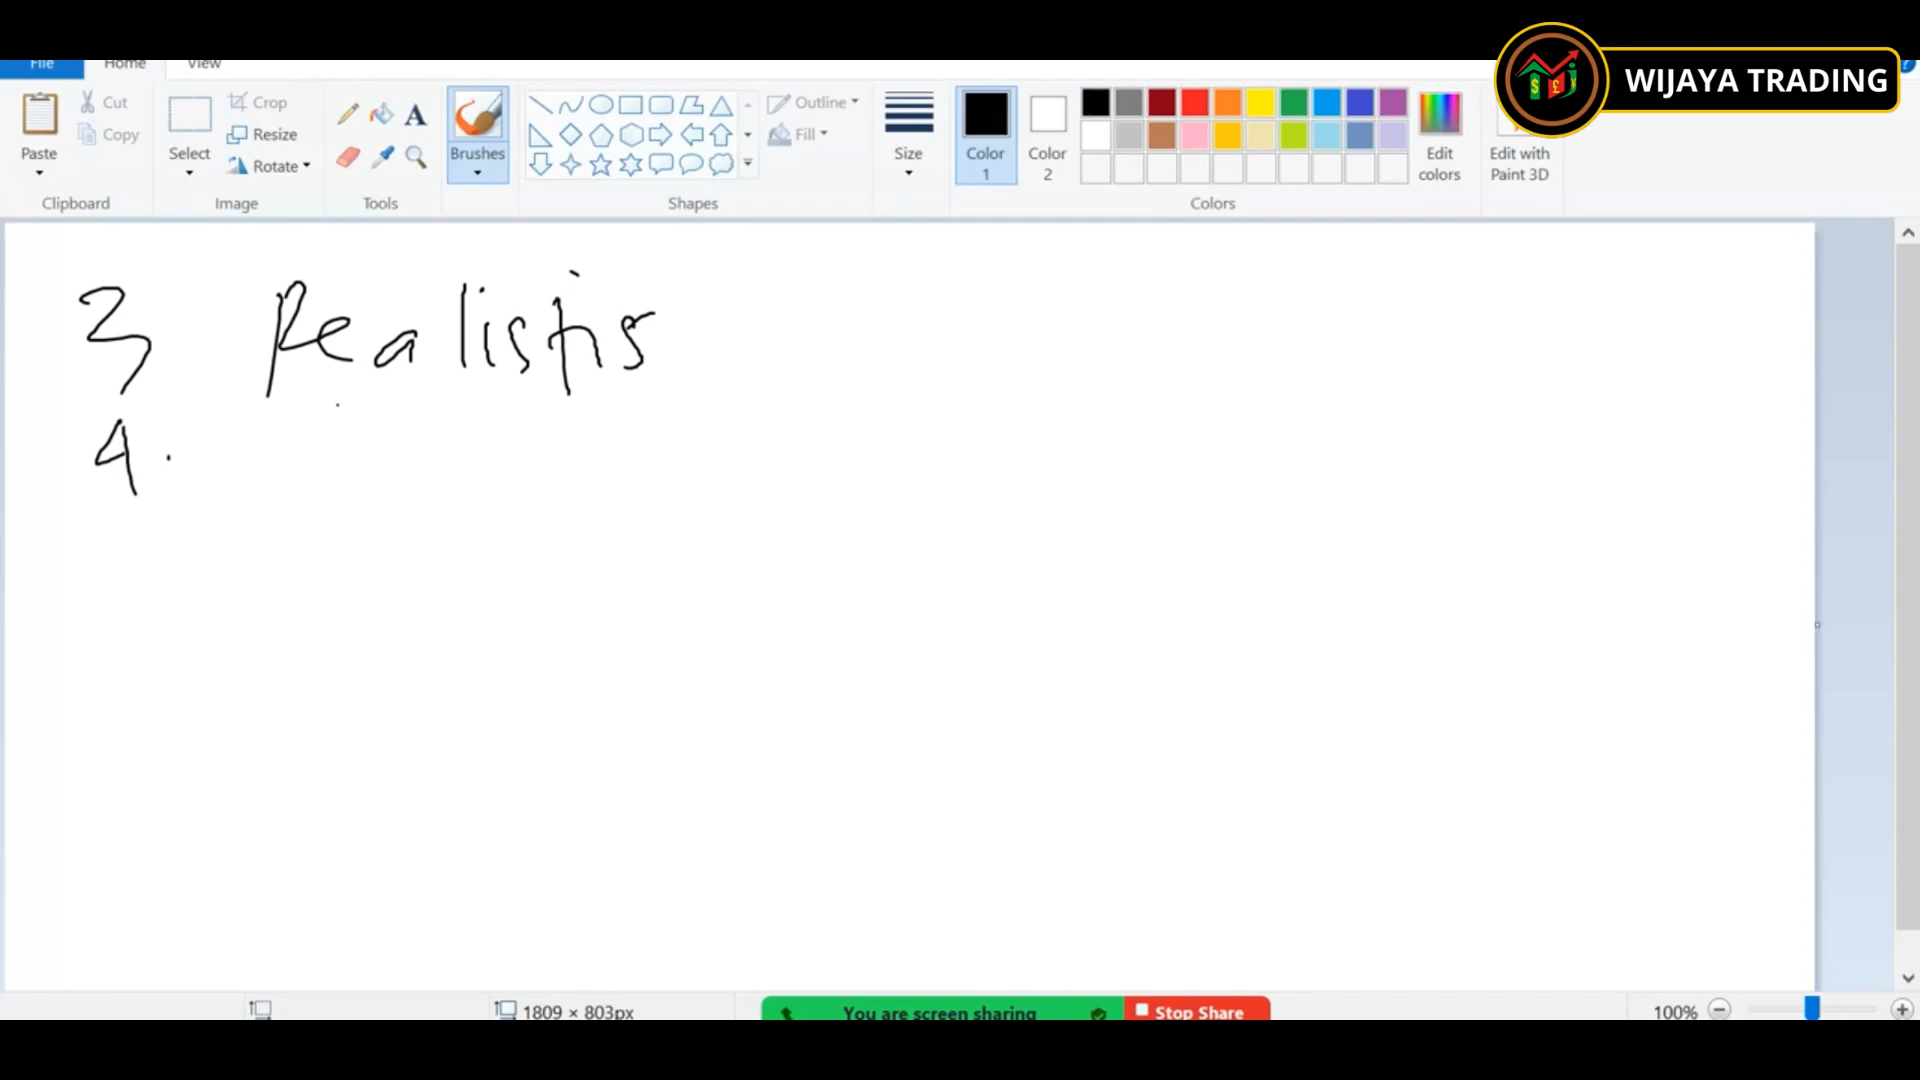 WIJAYA TRADING
File Home View
Paste
Cut
Copy
Clipboard
Select
Crop
Resize
Rotate
Image
A
Tools
Brushes
Outline
Fill
Shapes
Size
Color 1
Color 2
Edit colors
Colors
Edit with Paint 3D
3 Realistis
4.
1809 × 803px
You are screen sharing
Stop Share
100%